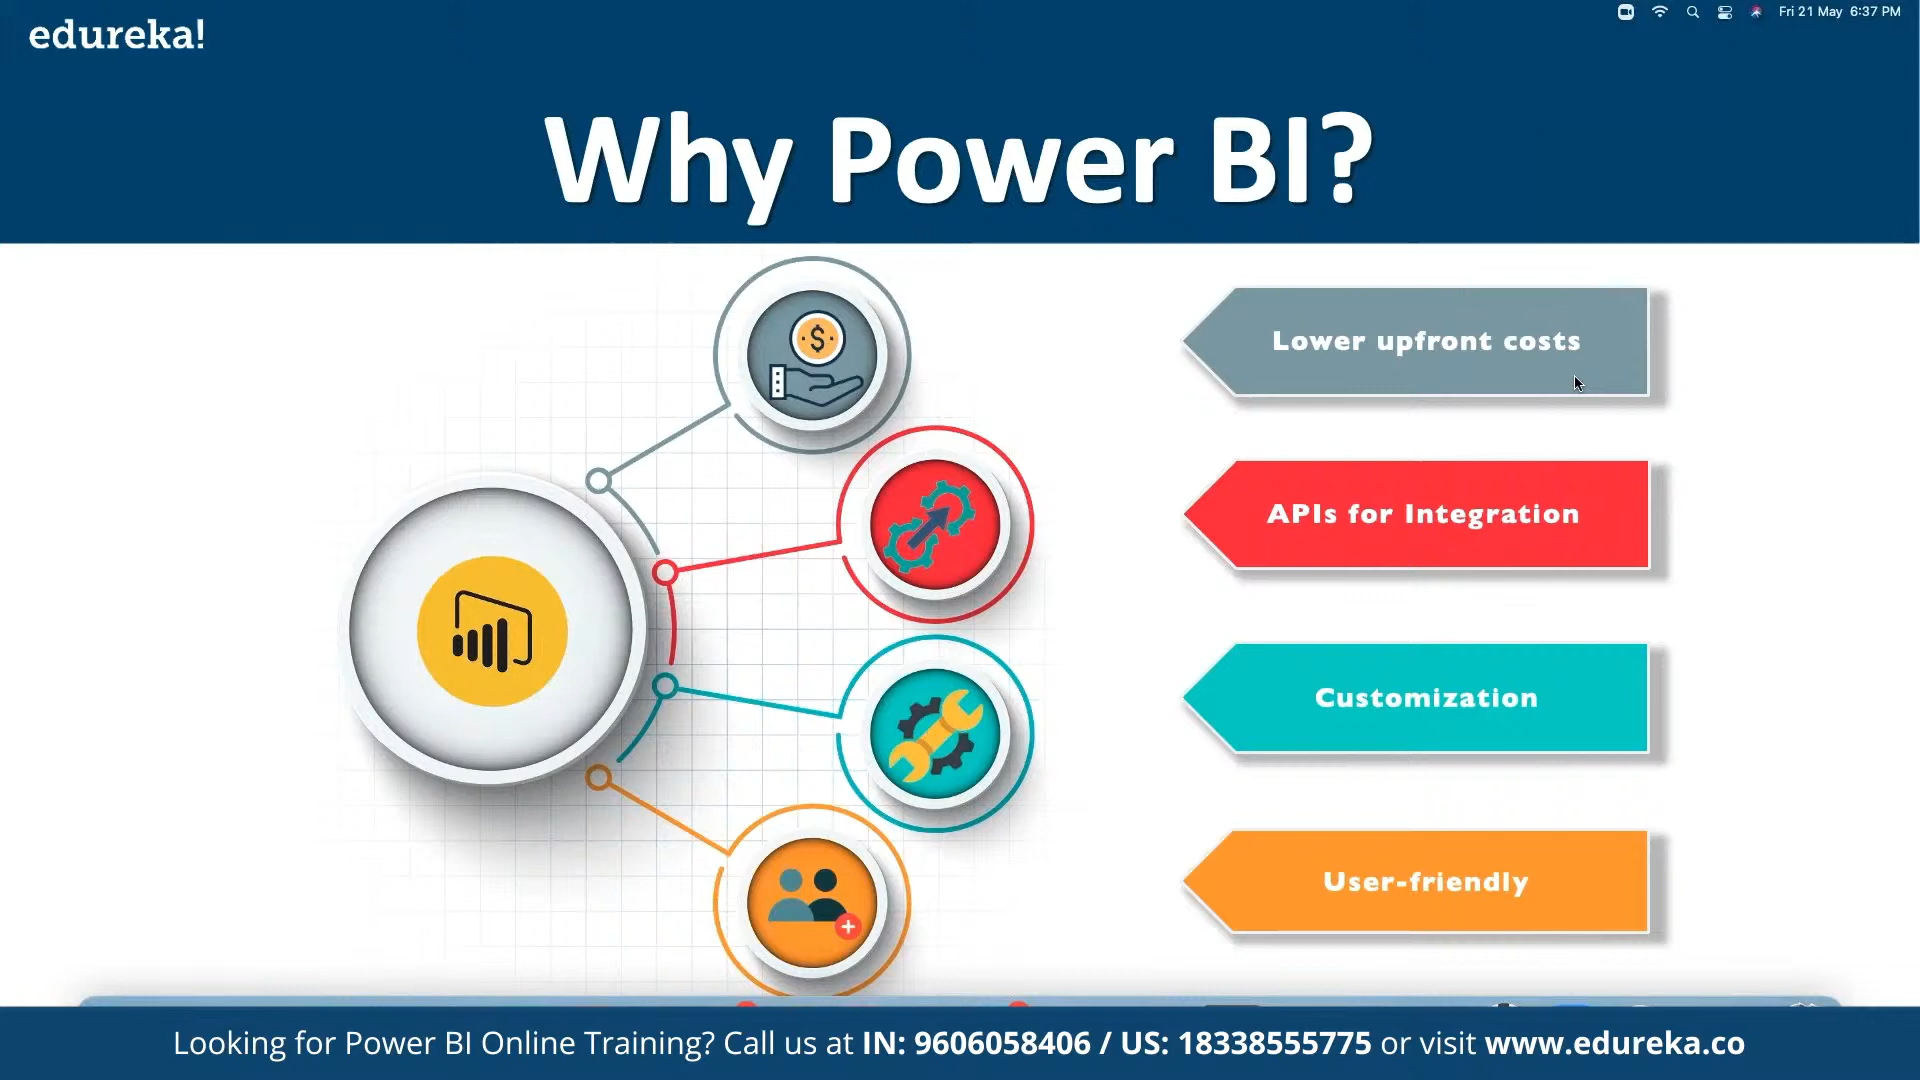 edureka!
Fri 21 May 6:37 PM
Why Power BI?
$
Lower upfront costs
APIs for Integration
Customization
User-friendly
Looking for Power BI Online Training? Call us at IN: 9606058406 / US: 18338555775 or visit www.edureka.co